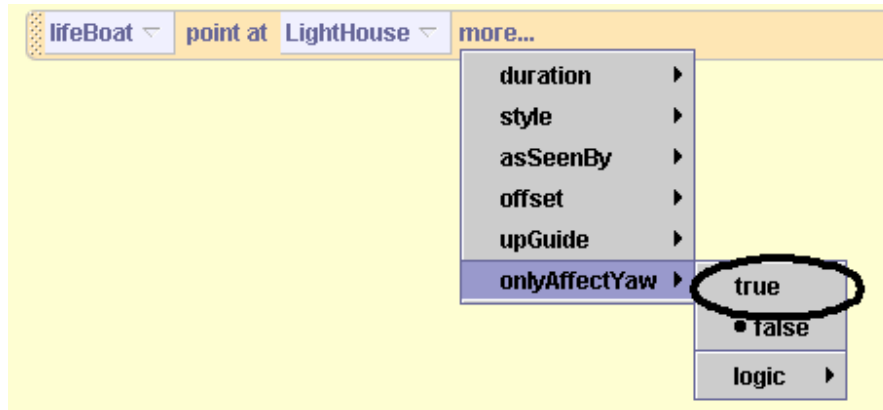 lifeBoat point at LightHouse more...
duration
style
asSeenBy
offset
upGuide
onlyAffectYaw
true
false
logic